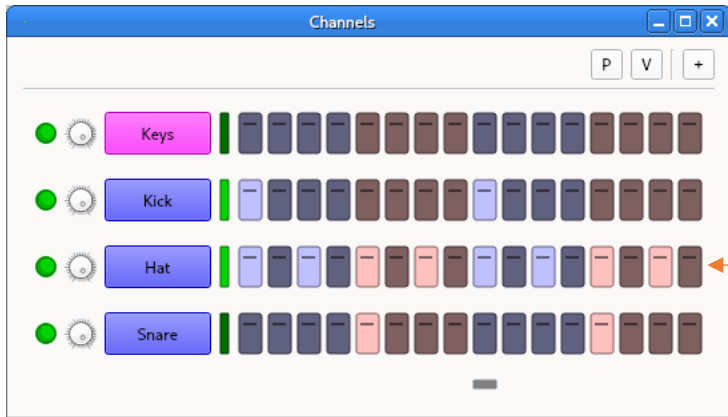 Channels
P V +
Keys
Kick
Hat
Snare